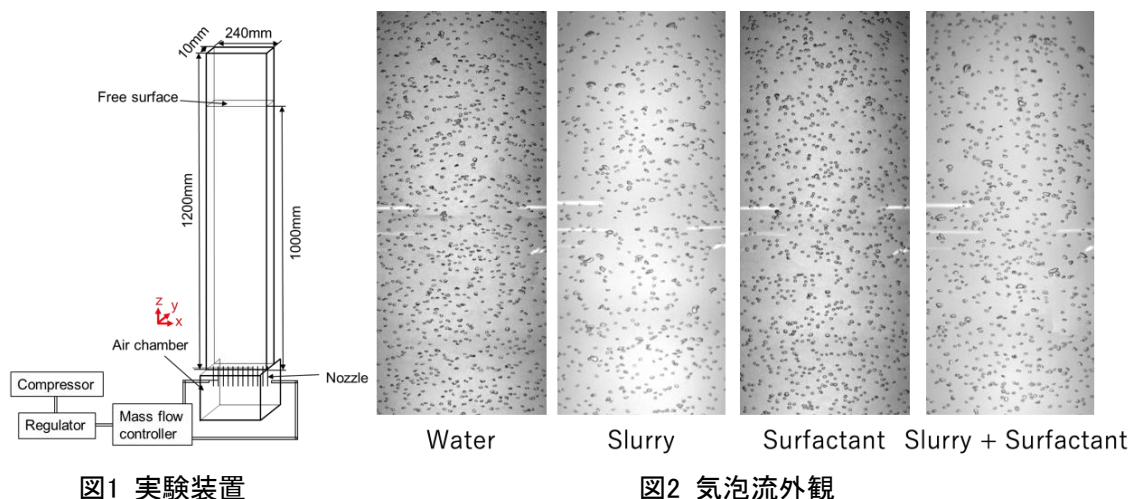 10mm
240mm
Free surface
1200mm
1000mm
z
y
x
Air chamber
Nozzle
Compressor
Regulator
Mass flow
controller
図1 実験装置
Water
Slurry
Surfactant
Slurry + Surfactant
図2 気泡流外観